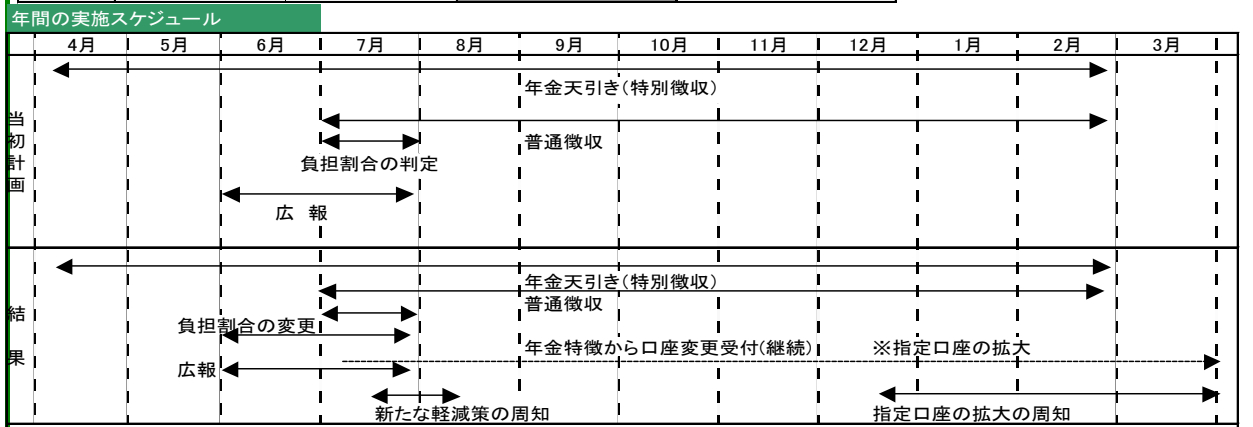 年間の実施スケジュール
4月 5月 6月 7月 8月 9月 10月 11月 12月 1月 2月 3月
当初計画
年金天引き(特別徴収)
普通徴収
負担割合の判定
広 報
結果
年金天引き(特別徴収)
普通徴収
負担割合の変更
年金特徴から口座変更受付(継続)
※指定口座の拡大
広報
新たな軽減策の周知
指定口座の拡大の周知